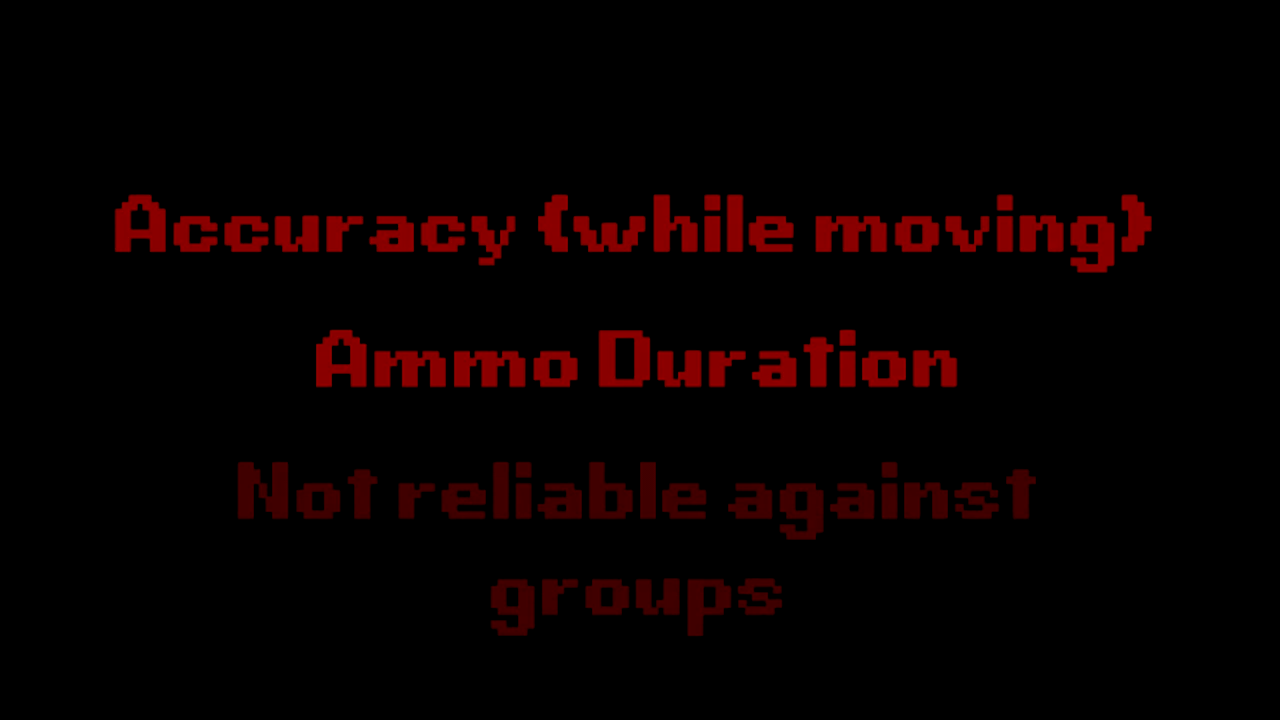 Accuracy (while moving)
Ammo Duration
Not reliable against
groups